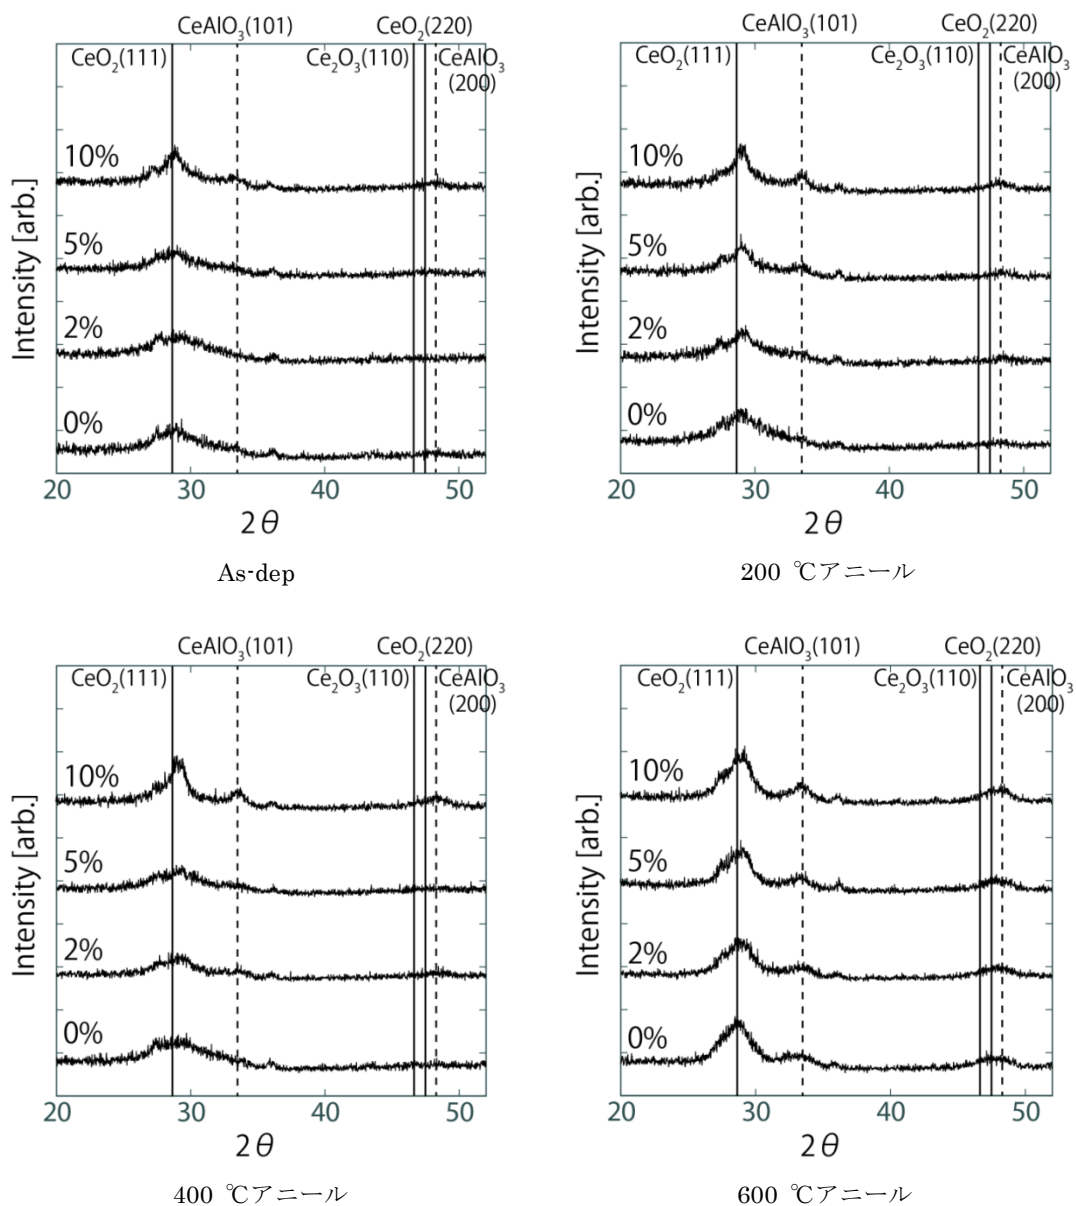 CeAlO3(101) CeO2(220)
CeO2(111) Ce2O3(110) CeAlO3
(200)
10%
5%
2%
0%
Intensity [arb.]
20 30 40 50
2θ
As-dep
CeAlO3(101) CeO2(220)
CeO2(111) Ce2O3(110) CeAlO3
(200)
10%
5%
2%
0%
Intensity [arb.]
20 30 40 50
2θ
200 ℃アニール
CeAlO3(101) CeO2(220)
CeO2(111) Ce2O3(110) CeAlO3
(200)
10%
5%
2%
0%
Intensity [arb.]
20 30 40 50
2θ
400 ℃アニール
CeAlO3(101) CeO2(220)
CeO2(111) Ce2O3(110) CeAlO3
(200)
10%
5%
2%
0%
Intensity [arb.]
20 30 40 50
2θ
600 ℃アニール